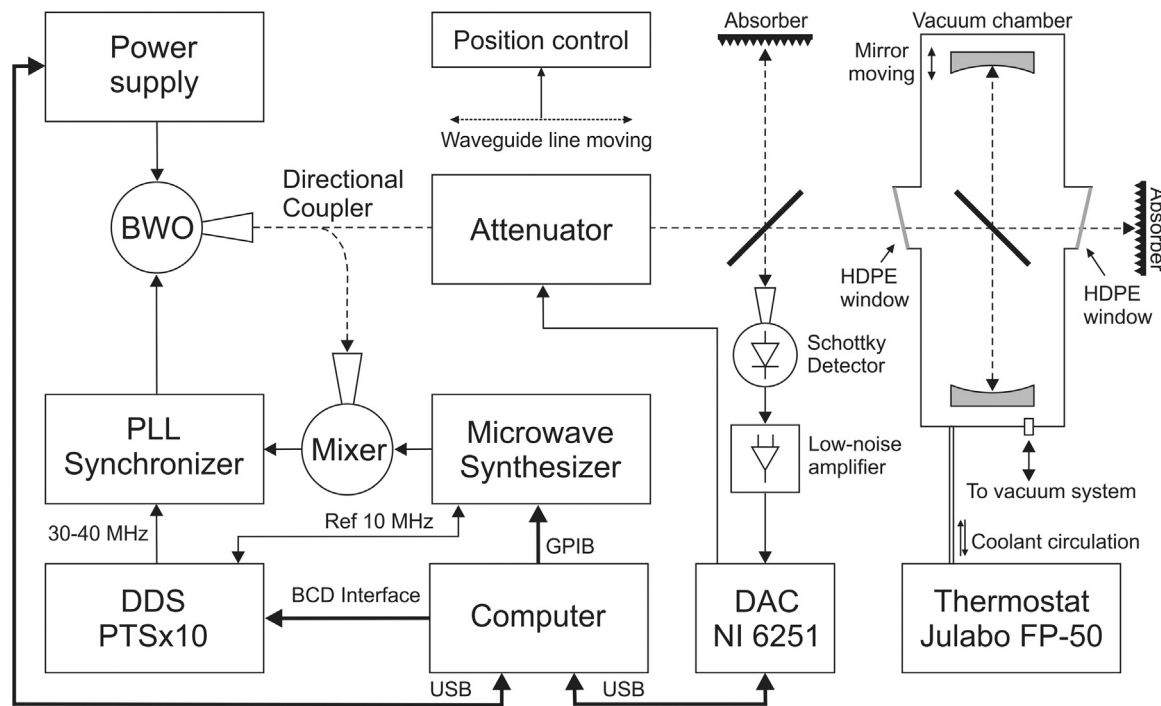 Power
supply
Position control
Waveguide line moving
Absorber
Vacuum chamber
Mirror
moving
BWO
Directional
Coupler
Attenuator
HDPE
window
HDPE
window
Absorber
Schottky
Detector
PLL
Synchronizer
Mixer
Microwave
Synthesizer
Low-noise
amplifier
To vacuum system
30-40 MHz
Ref 10 MHz
GPIB
Coolant circulation
DDS
PTSx10
BCD Interface
Computer
DAC
NI 6251
Thermostat
Julabo FP-50
USB
USB